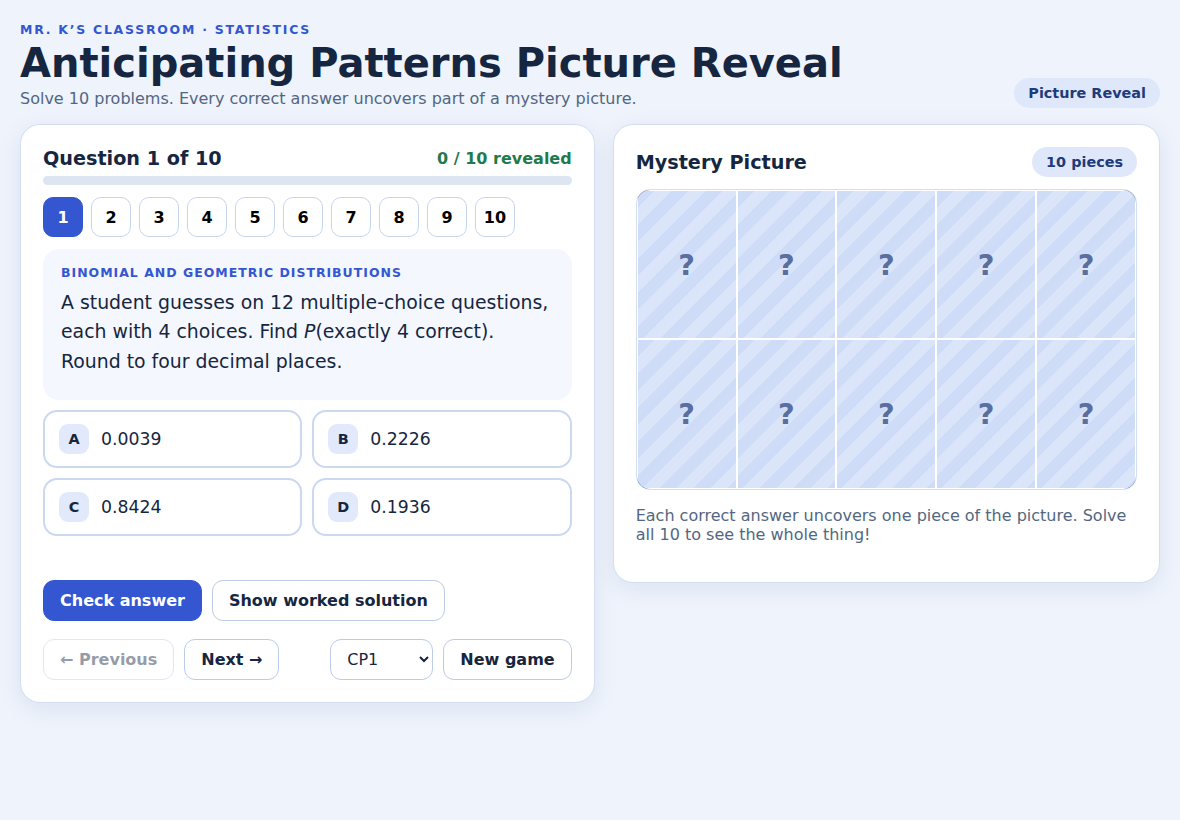 MR. K’S CLASSROOM · STATISTICS
Anticipating Patterns Picture Reveal
Solve 10 problems. Every correct answer uncovers part of a mystery picture.
Picture Reveal
Question 1 of 10
0 / 10 revealed
1 2 3 4 5 6 7 8 9 10
BINOMIAL AND GEOMETRIC DISTRIBUTIONS
A student guesses on 12 multiple-choice questions,
each with 4 choices. Find P(exactly 4 correct).
Round to four decimal places.
A 0.0039
B 0.2226
C 0.8424
D 0.1936
Check answer
Show worked solution
← Previous
Next →
CP1
New game
Mystery Picture
10 pieces
? ? ? ? ?
? ? ? ? ?
Each correct answer uncovers one piece of the picture. Solve
all 10 to see the whole thing!